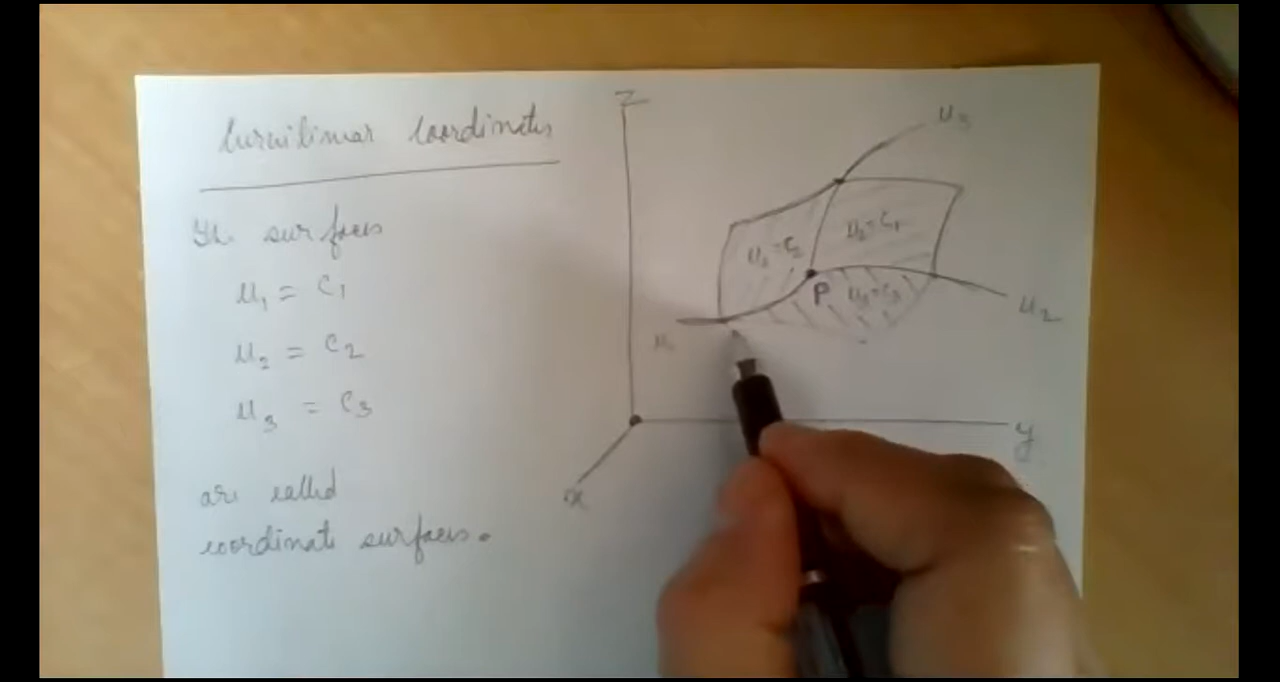 Curvilinear Coordinates
The surfaces
u₁ = c₁
u₂ = c₂
u₃ = c₃
are called
coordinate surfaces.
z
u₃
u₂ = c₂
u₁ = c₁
P
u₃ = c₃
u₂
u₁
y
x